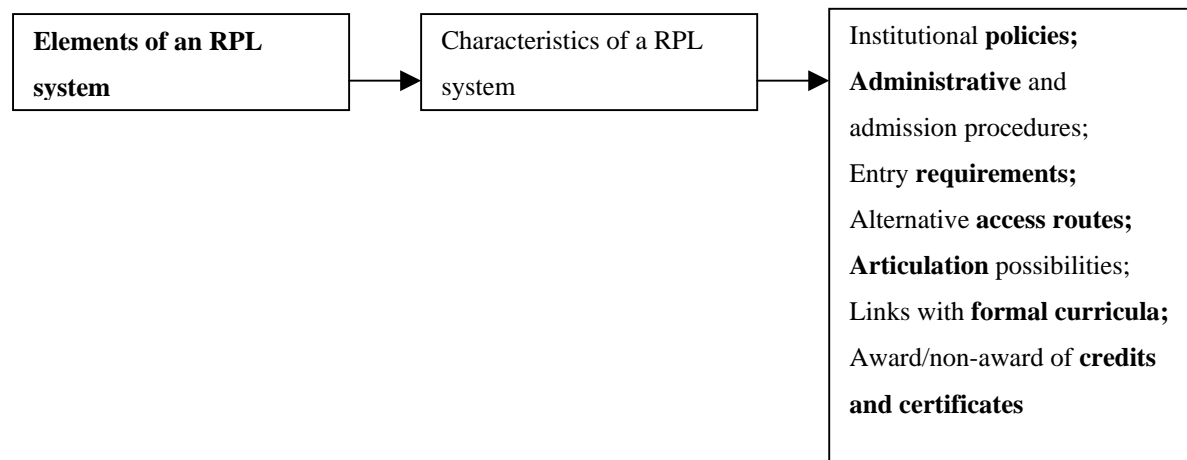 Elements of an RPL
system
Characteristics of a RPL
system
Institutional policies;
Administrative and
admission procedures;
Entry requirements;
Alternative access routes;
Articulation possibilities;
Links with formal curricula;
Award/non-award of credits
and certificates